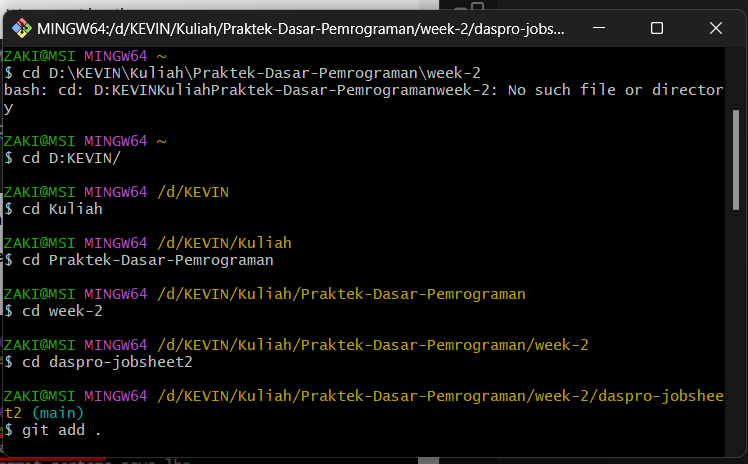 MINGW64:/d/KEVIN/Kuliah/Praktek-Dasar-Pemrograman/week-2/daspro-jobs...
ZAKI@MSI MINGW64 ~
$ cd D:\KEVIN\Kuliah\Praktek-Dasar-Pemrograman\week-2
bash: cd: D:KEVINKuliahPraktek-Dasar-Pemrogramanweek-2: No such file or director
y
ZAKI@MSI MINGW64 ~
$ cd D:KEVIN/
ZAKI@MSI MINGW64 /d/KEVIN
$ cd Kuliah
ZAKI@MSI MINGW64 /d/KEVIN/Kuliah
$ cd Praktek-Dasar-Pemrograman
ZAKI@MSI MINGW64 /d/KEVIN/Kuliah/Praktek-Dasar-Pemrograman
$ cd week-2
ZAKI@MSI MINGW64 /d/KEVIN/Kuliah/Praktek-Dasar-Pemrograman/week-2
$ cd daspro-jobsheet2
ZAKI@MSI MINGW64 /d/KEVIN/Kuliah/Praktek-Dasar-Pemrograman/week-2/daspro-jobshee
t2 (main)
$ git add .